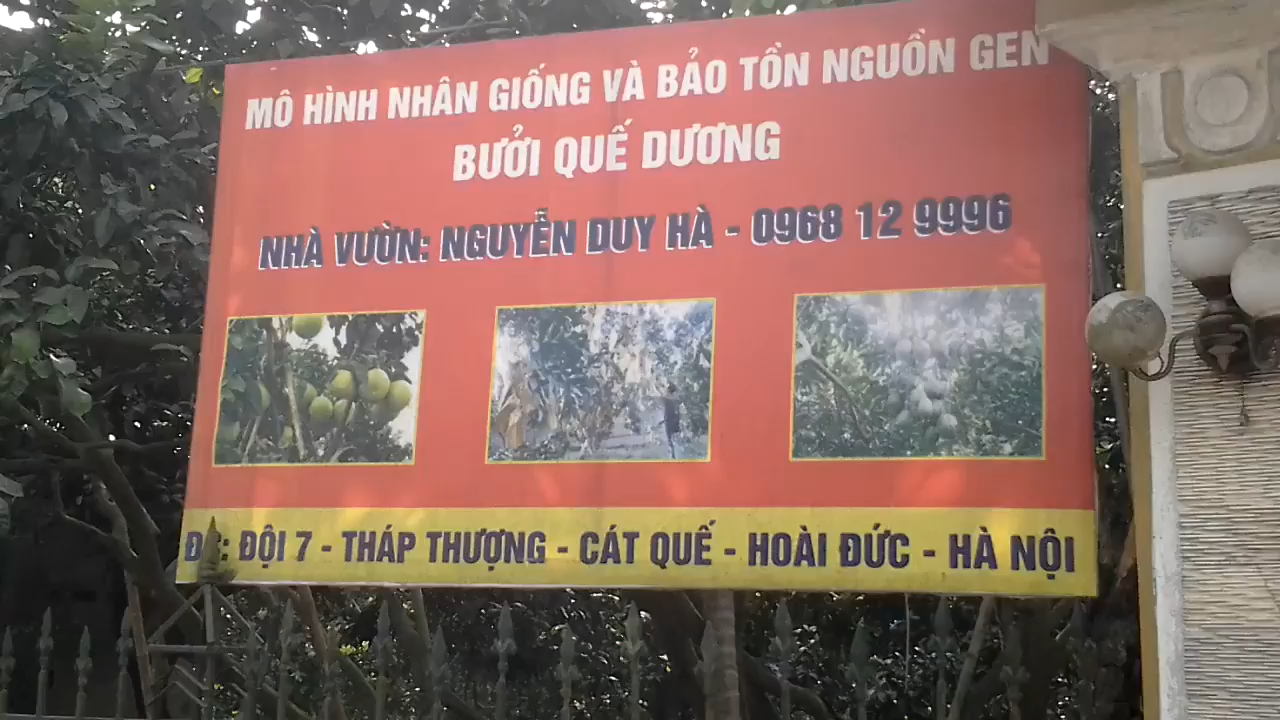 MÔ HÌNH NHÂN GIỐNG VÀ BẢO TỒN NGUỒN GEN
BƯỞI QUẾ DƯƠNG
NHÀ VƯỜN: NGUYỄN DUY HÀ - 0968 12 9996
ĐC: ĐỘI 7 - THÁP THƯỢNG - CÁT QUẾ - HOÀI ĐỨC - HÀ NỘI